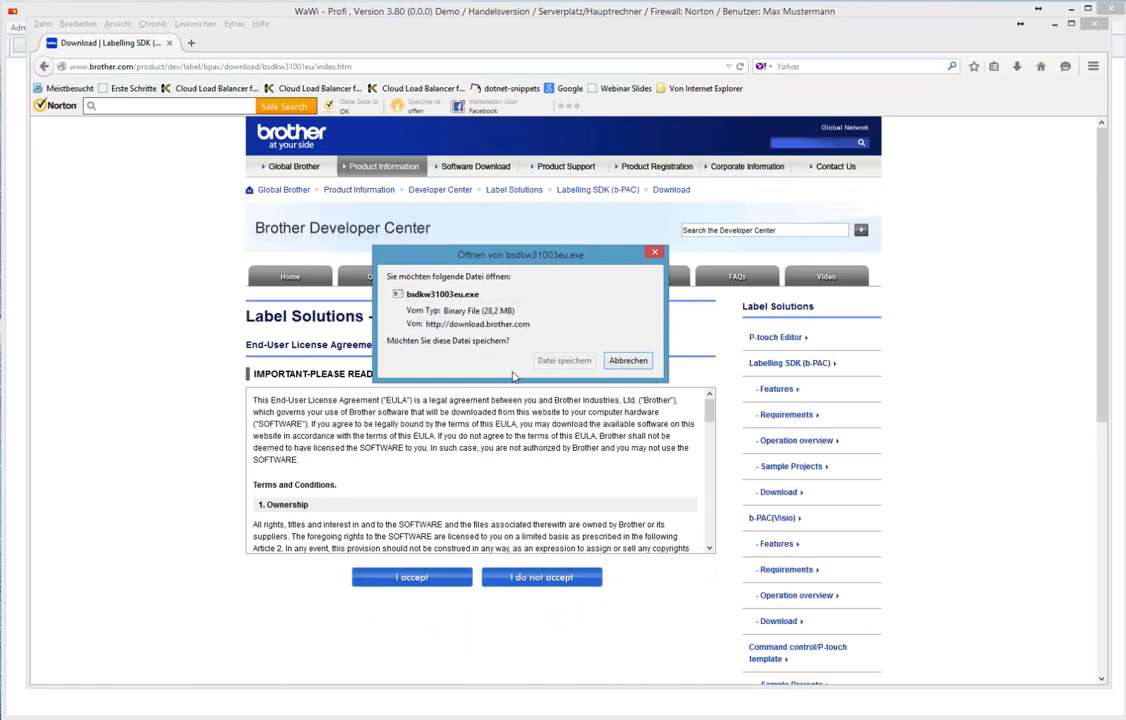 WaWi - Profi , Version 3.80 (0.0.0) Demo / Handelsversion / Serverplatz/Hauptrechner / Firewall: Norton / Benutzer: Max Mustermann
Adm
Datei Bearbeiten Ansicht Chronik Lesezeichen Extras Hilfe
Download | Labelling SDK (...
www.brother.com/product/dev/label/bpac/download/bsdkw31001eu/index.htm
Yahoo
Meistbesucht Erste Schritte Cloud Load Balancer f... Cloud Load Balancer f... Cloud Load Balancer f... dotnet-snippets Google Webinar Slides Von Internet Explorer
Norton Safe Search Diese Seite ist OK Speicher ist offen Weiterleiten über Facebook
brother
at your side
Global Network
Global Brother Product Information Software Download Product Support Product Registration Corporate Information Contact Us
Global Brother > Product Information > Developer Center > Label Solutions > Labelling SDK (b-PAC) > Download
Brother Developer Center
Search the Developer Center
Home O FAQs Video
Öffnen von bsdkw31003eu.exe
Sie möchten folgende Datei öffnen:
bsdkw31003eu.exe
Vom Typ: Binary File (28,2 MB)
Von: http://download.brother.com
Möchten Sie diese Datei speichern?
Datei speichern Abbrechen
Label Solutions -
End-User License Agreeme
IMPORTANT-PLEASE READ
This End-User License Agreement ("EULA") is a legal agreement between you and Brother Industries, Ltd. ("Brother"),
which governs your use of Brother software that will be downloaded from this website to your computer hardware
("SOFTWARE"). If you agree to be legally bound by the terms of this EULA, you may download the available software on
this website in accordance with the terms of this EULA. If you do not agree to the terms of this EULA, Brother shall not be
deemed to have licensed the SOFTWARE to you. In such case, you are not authorized by Brother and you may not use the
SOFTWARE.
Terms and Conditions.
1. Ownership
All rights, titles and interest in and to the SOFTWARE and the files associated therewith are owned by Brother or its
suppliers. The foregoing rights to the SOFTWARE are licensed to you on a limited basis as prescribed in the following
Article 2. In any event, this provision should not be construed in any way, as an expression to assign or sell any copyrights
I accept I do not accept
Label Solutions
P-touch Editor
Labelling SDK (b-PAC)
- Features
- Requirements
- Operation overview
- Sample Projects
- Download
b-PAC(Visio)
- Features
- Requirements
- Operation overview
- Download
Command control/P-touch
template
- Sample Projects